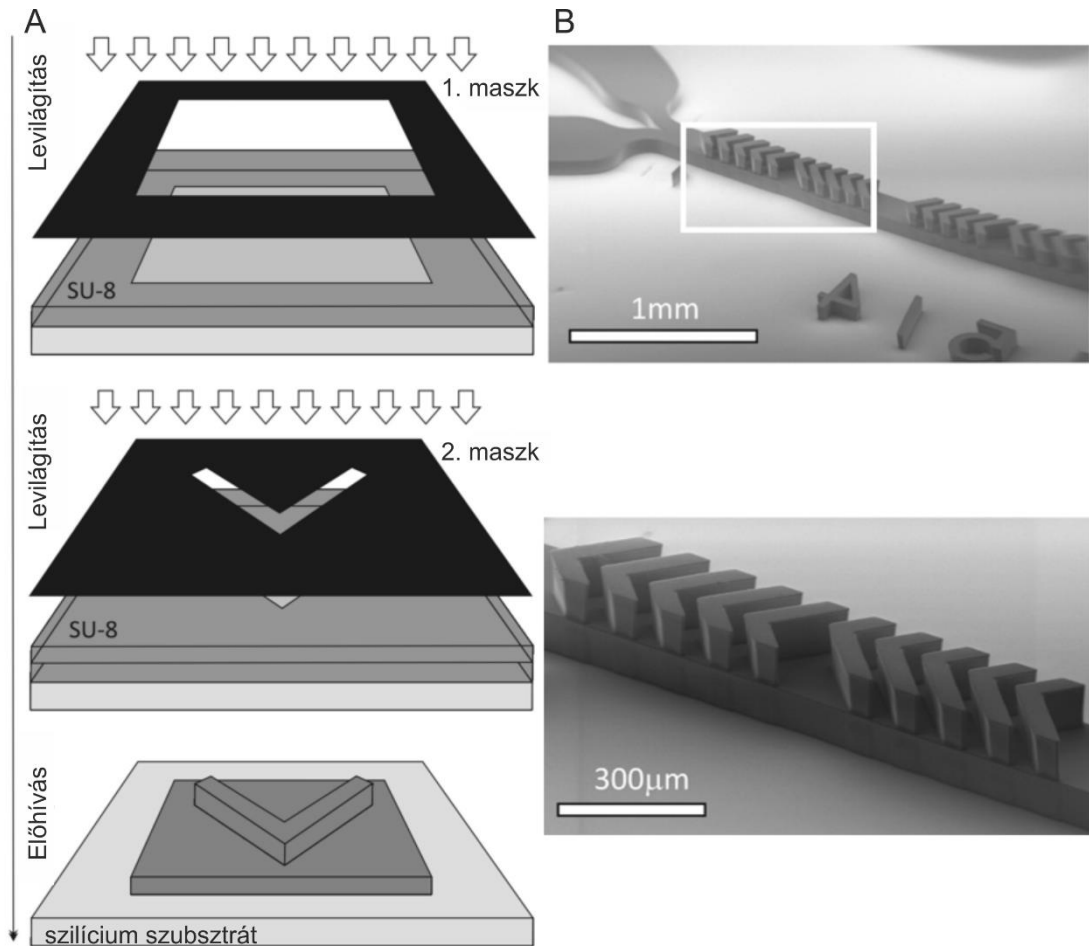 A
Levilágítás
1. maszk
SU-8
Levilágítás
2. maszk
SU-8
Előhívás
szilícium szubsztrát
B
1mm
300µm